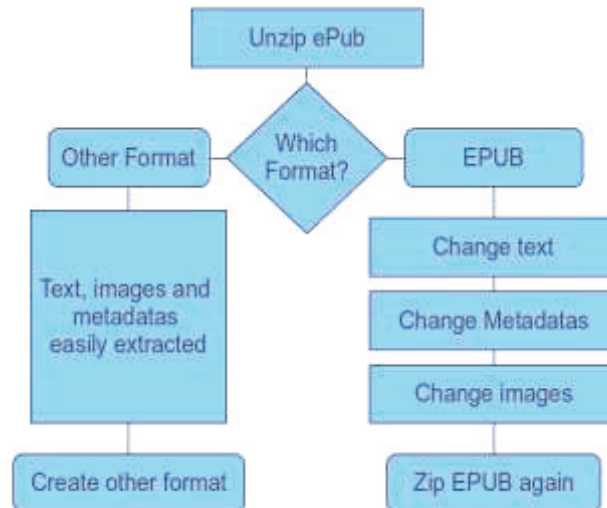 Unzip ePub
Which
Format?
Other Format
EPUB
Text, images and
metadatas
easily extracted
Change text
Change Metadatas
Change images
Create other format
Zip EPUB again